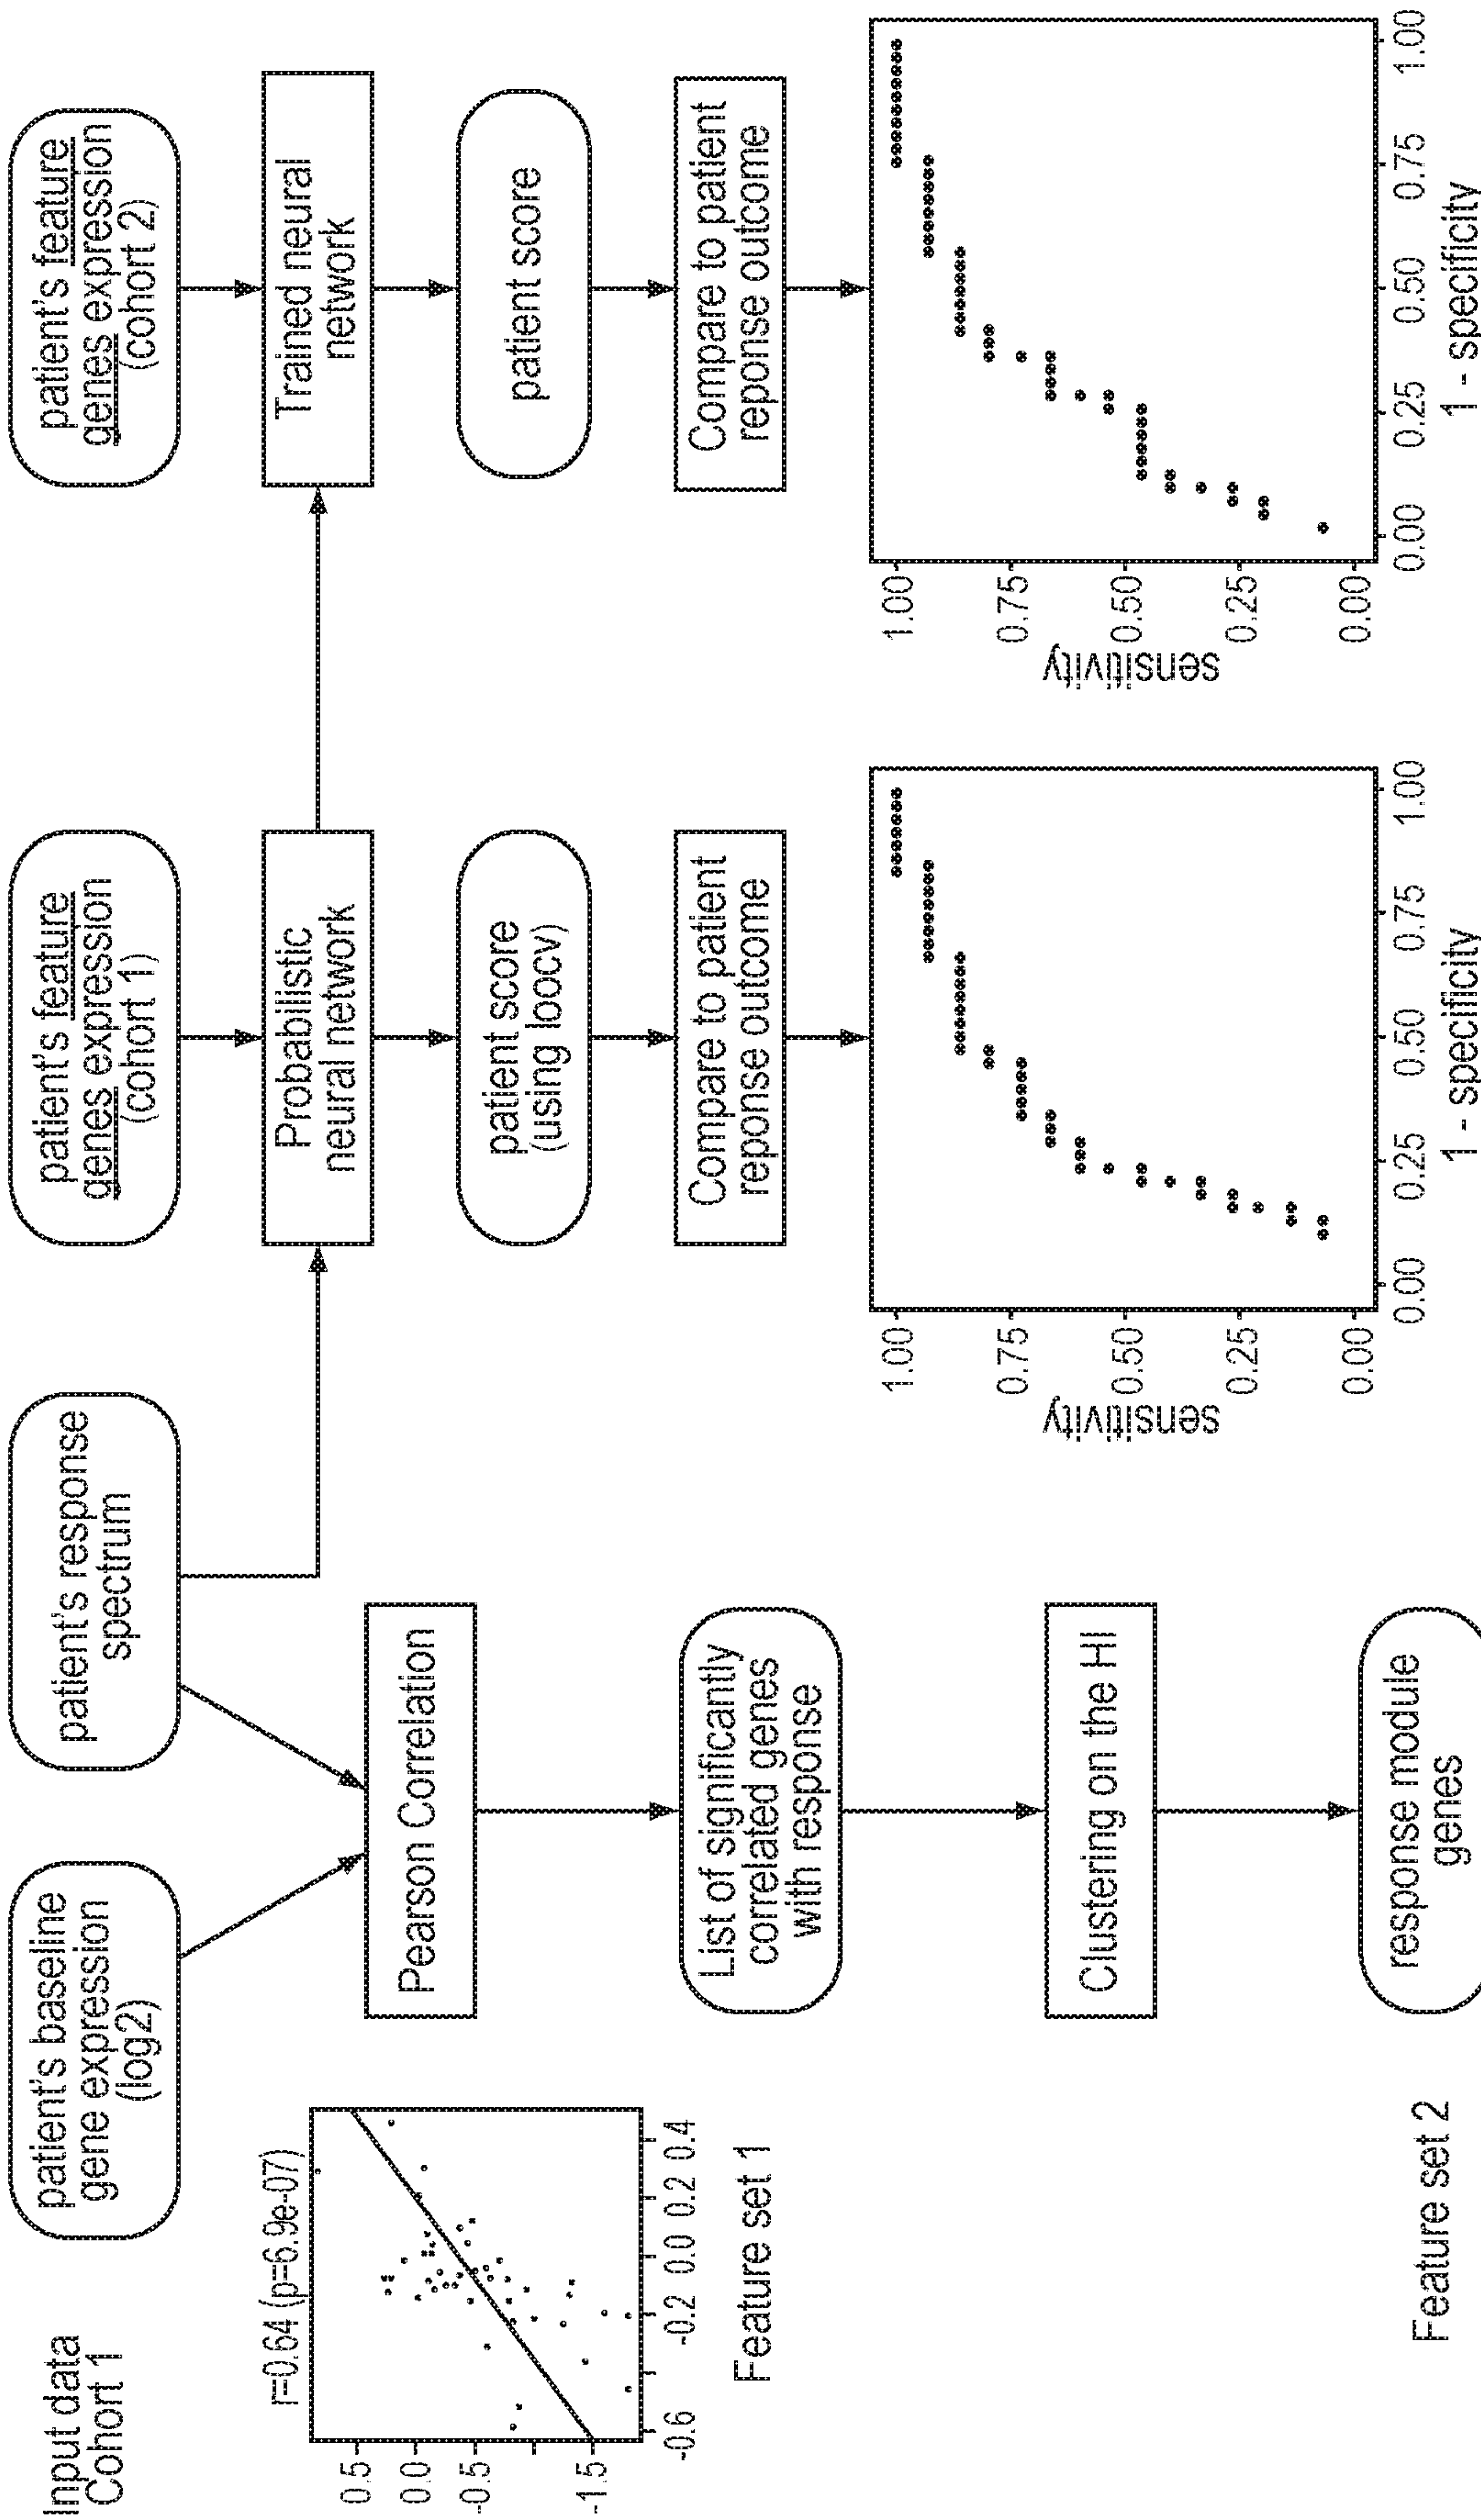 Input data
Cohort 1
patient's baseline
gene expression
(log2)
patient's response
spectrum
r=0.64 (p=6.9e-07)
0.5
0.0
-0.5
-1.5
-0.6
-0.2
0.0
0.2
0.4
Pearson Correlation
Feature set 1
List of significantly
correlated genes
with response
Clustering on the HI
Feature set 2
response module
genes
patient's feature
genes expression
(cohort 1)
Probabilistic
neural network
patient score
(using loocv)
Compare to patient
reponse outcome
sensitivity
1.00
0.75
0.50
0.25
0.00
0.00
0.25
0.50
0.75
1.00
1 - specificity
patient's feature
genes expression
(cohort 2)
Trained neural
network
patient score
Compare to patient
reponse outcome
sensitivity
1.00
0.75
0.50
0.25
0.00
0.00
0.25
0.50
0.75
1.00
1 - specificity